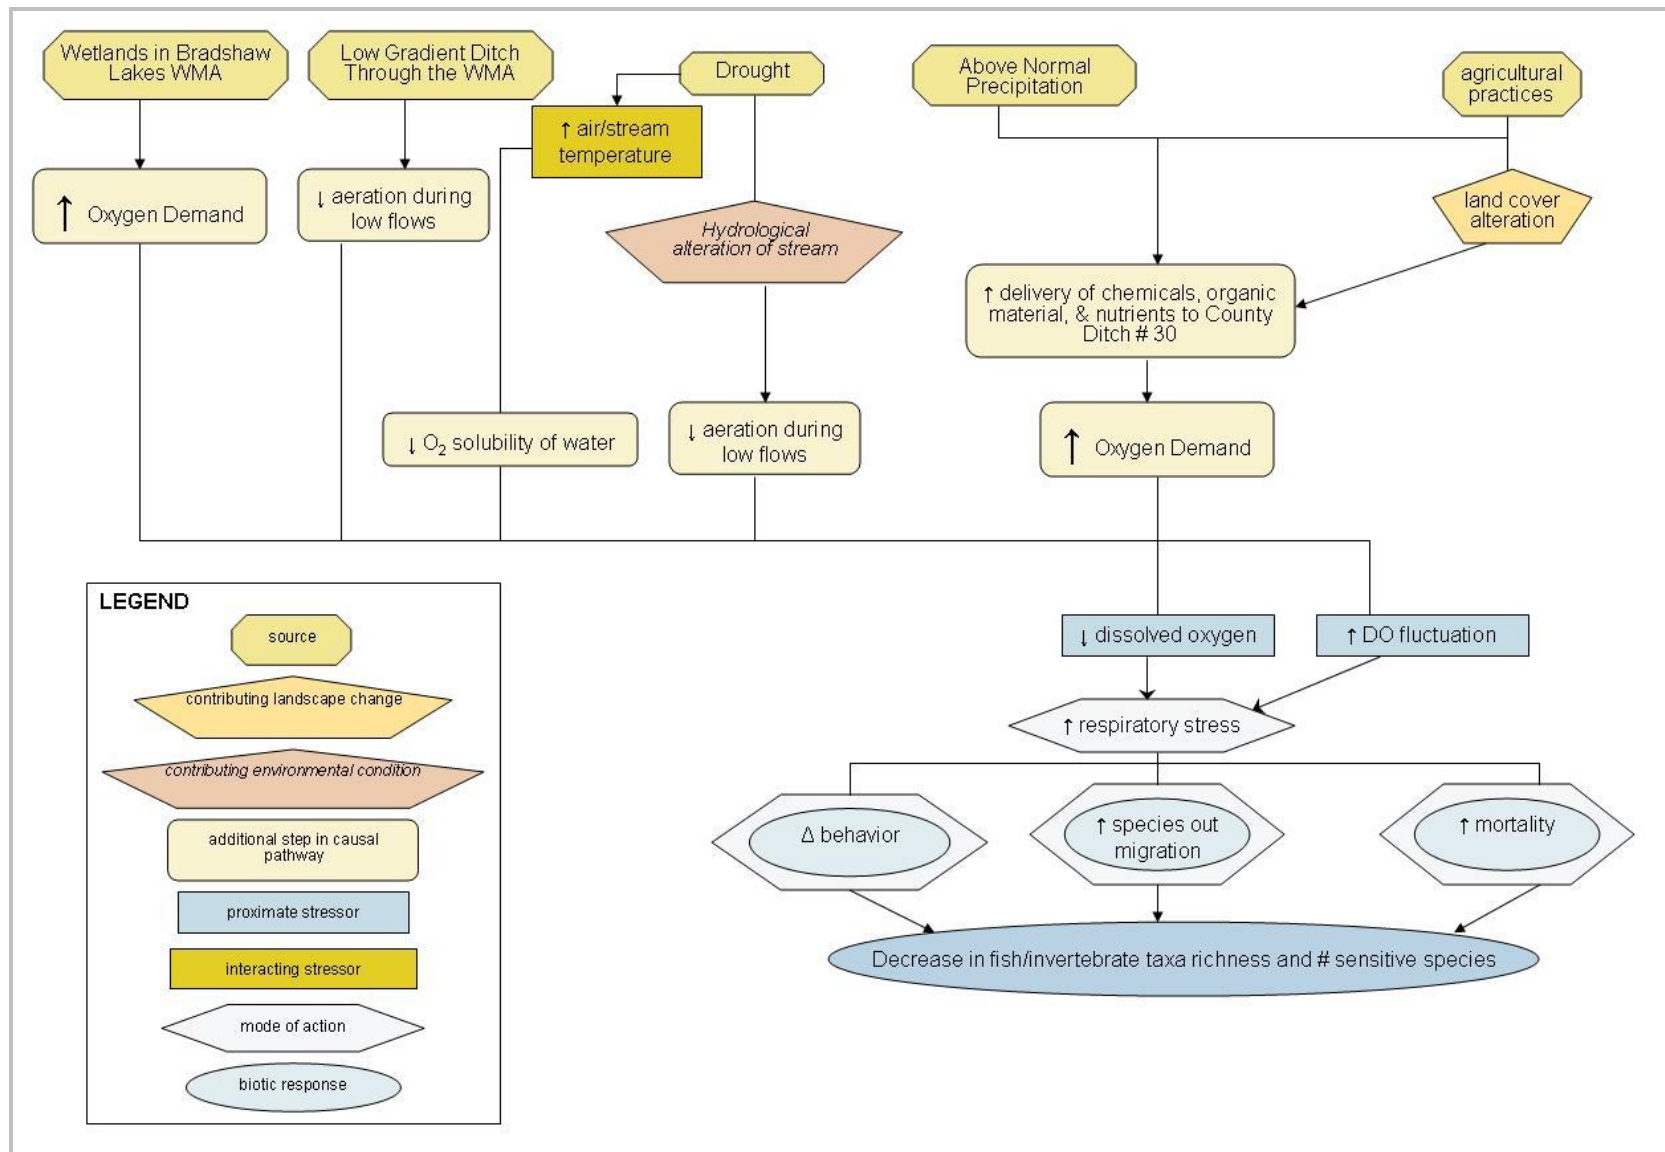 Wetlands in Bradshaw
Lakes WMA
Low Gradient Ditch
Through the WMA
Drought
Above Normal
Precipitation
agricultural
practices
↑ air/stream
temperature
↑ Oxygen Demand
↓ aeration during
low flows
Hydrological
alteration of stream
land cover
alteration
↑ delivery of chemicals, organic
material, & nutrients to County
Ditch # 30
↓ O₂ solubility of water
↓ aeration during
low flows
↑ Oxygen Demand
↓ dissolved oxygen
↑ DO fluctuation
↑ respiratory stress
Δ behavior
↑ species out
migration
↑ mortality
Decrease in fish/invertebrate taxa richness and # sensitive species
LEGEND
source
contributing landscape change
contributing environmental condition
additional step in causal
pathway
proximate stressor
interacting stressor
mode of action
biotic response